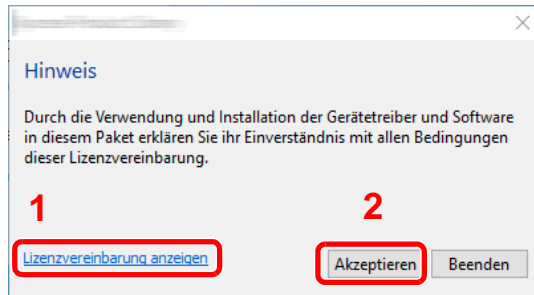 Hinweis
Durch die Verwendung und Installation der Gerätetreiber und Software
in diesem Paket erklären Sie ihr Einverständnis mit allen Bedingungen
dieser Lizenzvereinbarung.
1
2
Lizenzvereinbarung anzeigen
Akzeptieren
Beenden